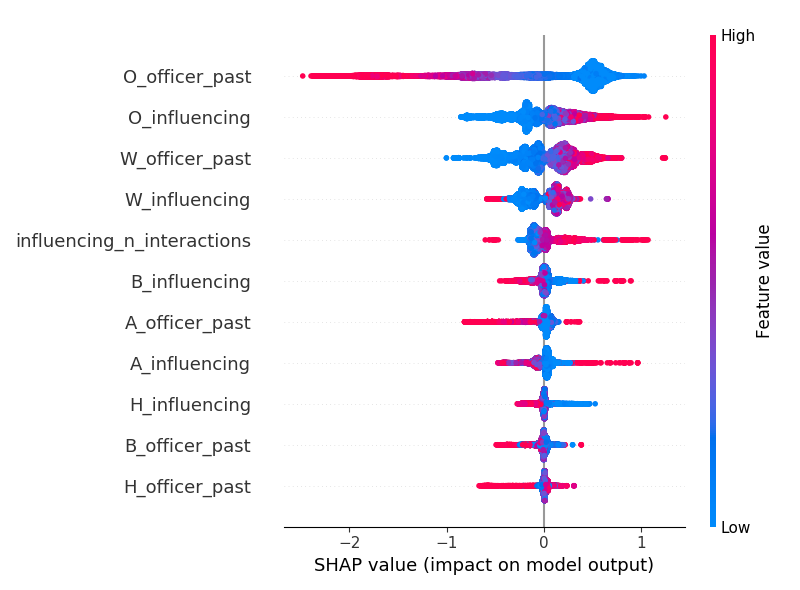 High
O_officer_past
O_influencing
W_officer_past
W_influencing
influencing_n_interactions
B_influencing
A_officer_past
A_influencing
H_influencing
B_officer_past
H_officer_past
Feature value
Low
−2 −1 0 1
SHAP value (impact on model output)